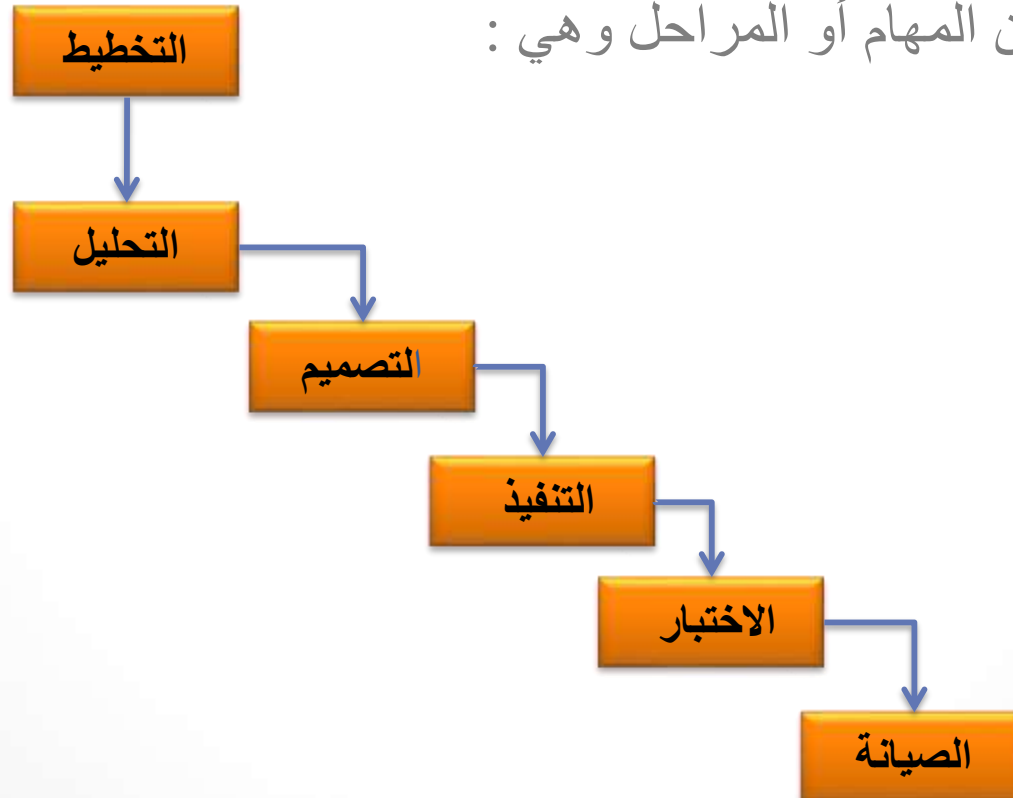 المهام أو المراحل وهي :
التخطيط
التحليل
التصميم
التنفيذ
الاختبار
الصيانة